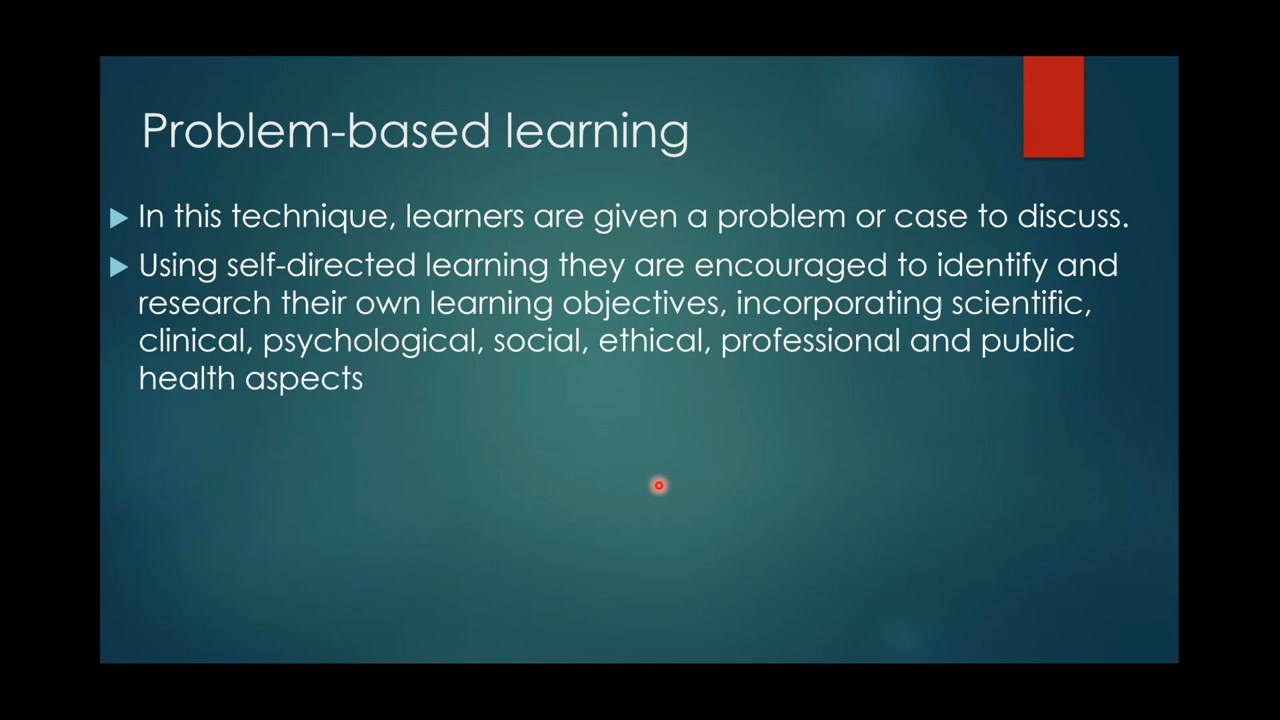 Problem-based learning
In this technique, learners are given a problem or case to discuss.
Using self-directed learning they are encouraged to identify and
research their own learning objectives, incorporating scientific,
clinical, psychological, social, ethical, professional and public
health aspects